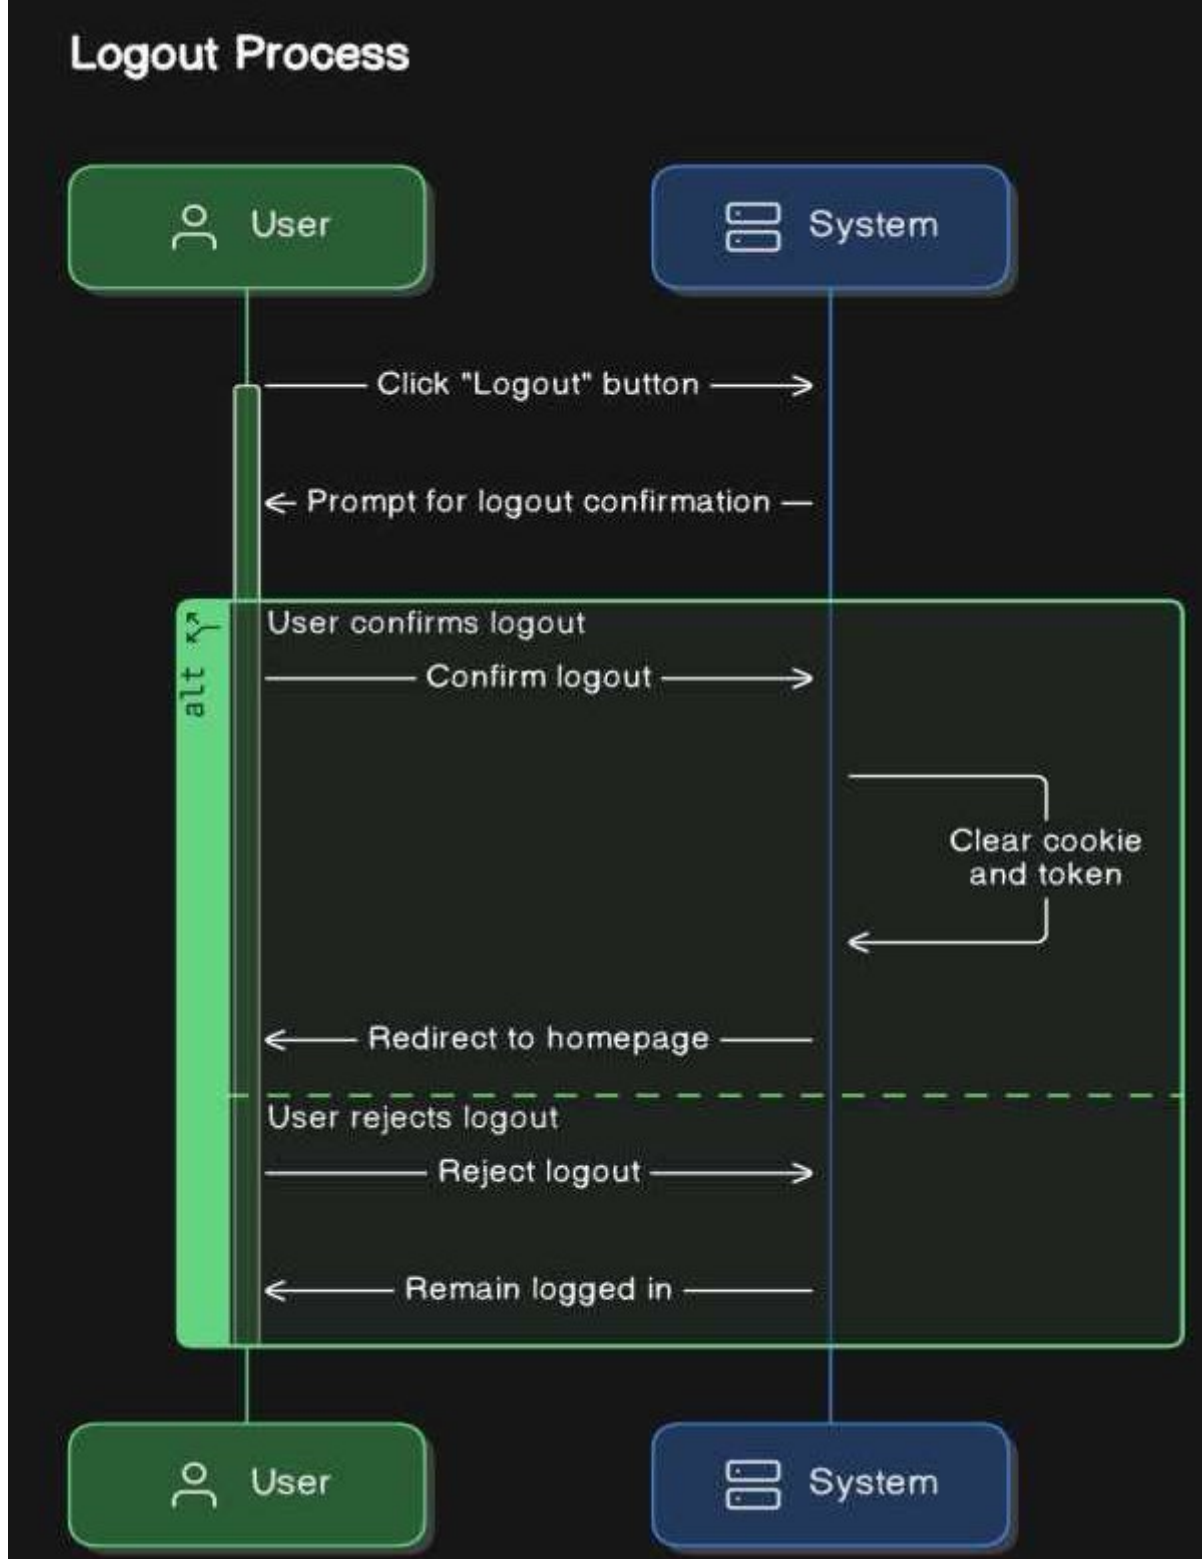 Logout Process
User
System
Click "Logout" button
Prompt for logout confirmation
alt
User confirms logout
Confirm logout
Clear cookie
and token
Redirect to homepage
User rejects logout
Reject logout
Remain logged in
User
System